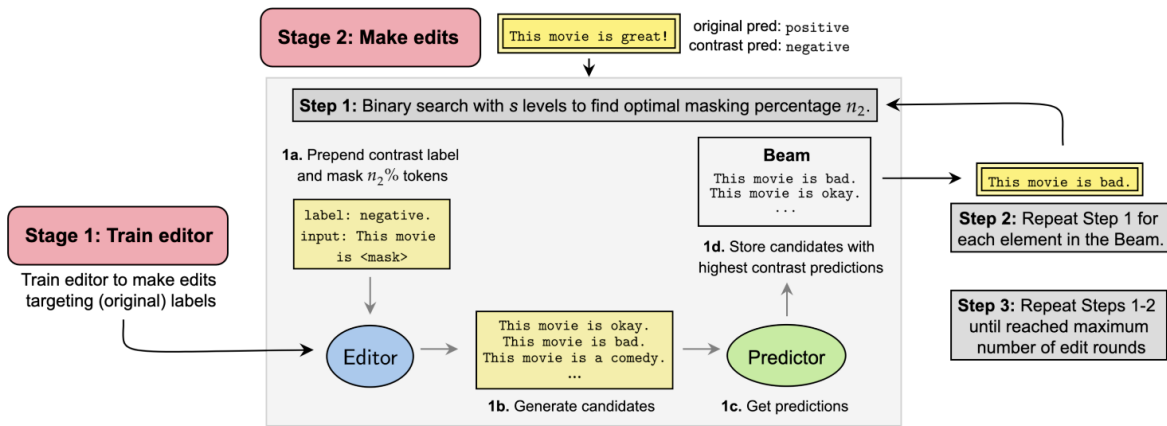 Stage 2: Make edits
This movie is great!
original pred: positive
contrast pred: negative
Step 1: Binary search with s levels to find optimal masking percentage n₂.
1a. Prepend contrast label
and mask n₂% tokens
label: negative.
input: This movie
is <mask>
Beam
This movie is bad.
This movie is okay.
...
This movie is bad.
Step 2: Repeat Step 1 for
each element in the Beam.
Stage 1: Train editor
Train editor to make edits
targeting (original) labels
1d. Store candidates with
highest contrast predictions
Step 3: Repeat Steps 1-2
until reached maximum
number of edit rounds
Editor
This movie is okay.
This movie is bad.
This movie is a comedy.
...
Predictor
1b. Generate candidates
1c. Get predictions